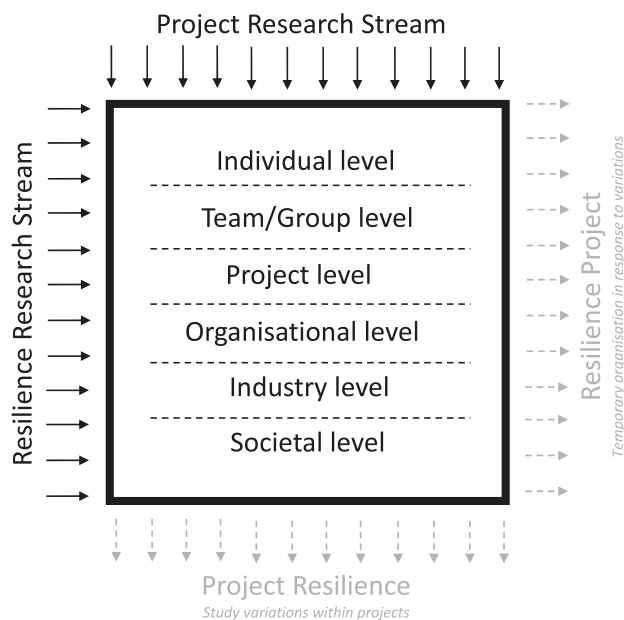 Project Research Stream
Resilience Research Stream
Individual level
Team/Group level
Project level
Organisational level
Industry level
Societal level
Resilience Project
Temporary organisation in response to variations
Project Resilience
Study variations within projects